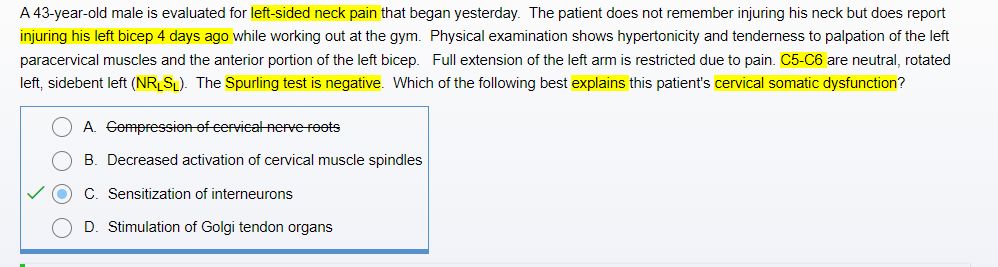 A 43-year-old male is evaluated for left-sided neck pain that began yesterday. The patient does not remember injuring his neck but does report
injuring his left bicep 4 days ago while working out at the gym. Physical examination shows hypertonicity and tenderness to palpation of the left
paracervical muscles and the anterior portion of the left bicep. Full extension of the left arm is restricted due to pain. C5-C6 are neutral, rotated
left, sidebent left (NRLSL). The Spurling test is negative. Which of the following best explains this patient's cervical somatic dysfunction?
A. Compression of cervical nerve roots
B. Decreased activation of cervical muscle spindles
C. Sensitization of interneurons
D. Stimulation of Golgi tendon organs